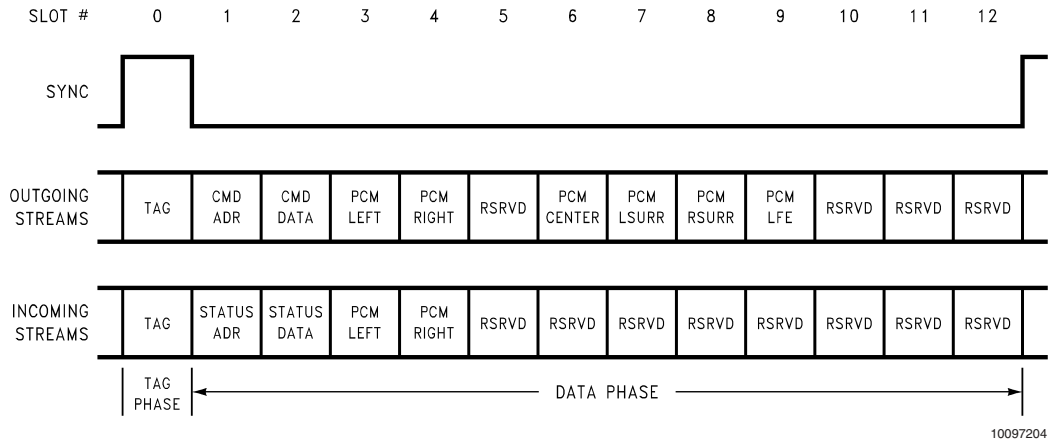 SLOT # 0 1 2 3 4 5 6 7 8 9 10 11 12
SYNC
OUTGOING
STREAMS
TAG
CMD
ADR
CMD
DATA
PCM
LEFT
PCM
RIGHT
RSRVD
PCM
CENTER
PCM
LSURR
PCM
RSURR
PCM
LFE
RSRVD
RSRVD
RSRVD
INCOMING
STREAMS
TAG
STATUS
ADR
STATUS
DATA
PCM
LEFT
PCM
RIGHT
RSRVD
RSRVD
RSRVD
RSRVD
RSRVD
RSRVD
RSRVD
RSRVD
TAG
PHASE
DATA PHASE
10097204